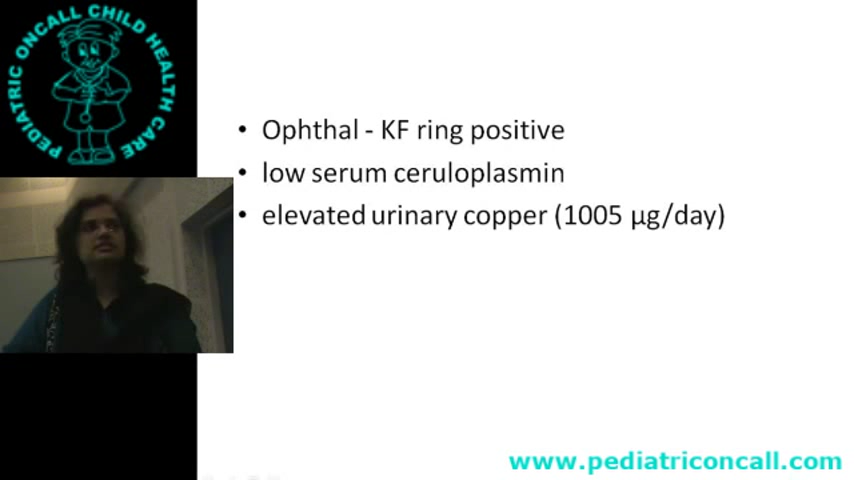 PEDIATRIC ONCALL CHILD HEALTH CARE
• Ophthal - KF ring positive
• low serum ceruloplasmin
• elevated urinary copper (1005 µg/day)
www.pediatriconcall.com